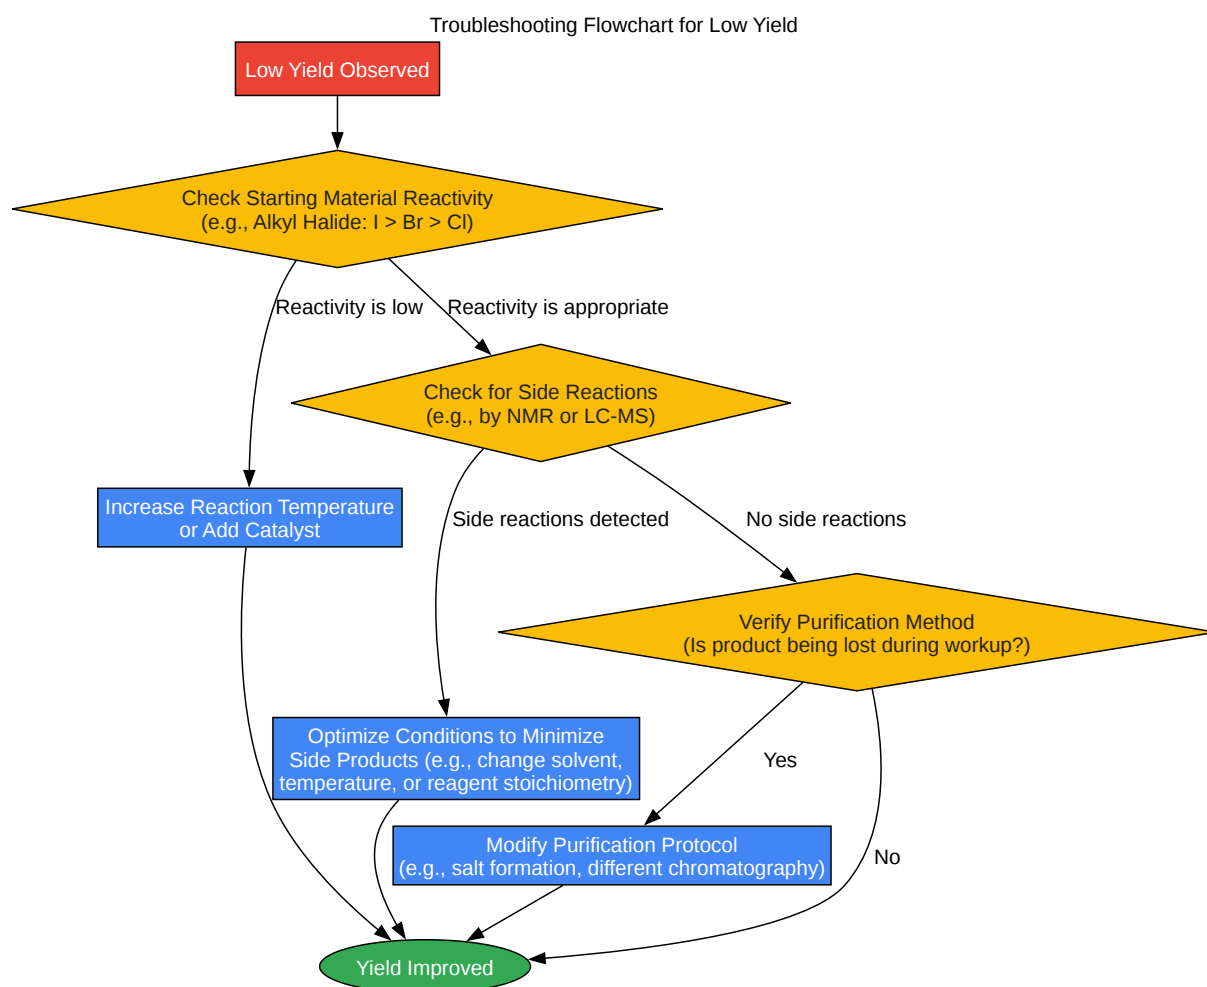 Troubleshooting Flowchart for Low Yield
Low Yield Observed
Check Starting Material Reactivity
(e.g., Alkyl Halide: I > Br > Cl)
Reactivity is low
Reactivity is appropriate
Check for Side Reactions
(e.g., by NMR or LC-MS)
Increase Reaction Temperature
or Add Catalyst
Side reactions detected
No side reactions
Verify Purification Method
(Is product being lost during workup?)
Optimize Conditions to Minimize
Side Products (e.g., change solvent,
temperature, or reagent stoichiometry)
Yes
Modify Purification Protocol
(e.g., salt formation, different chromatography)
No
Yield Improved